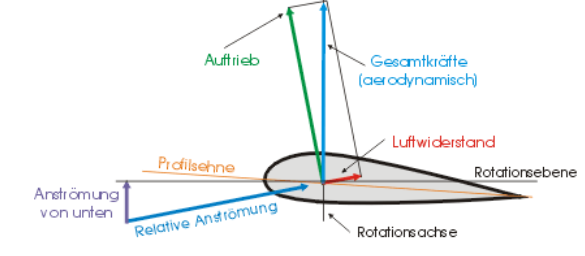 Auftrieb
Gesamtkräfte
(aerodynamisch)
Luftwiderstand
Profilsehne
Rotationsebene
Anströmung
von unten
Relative Anströmung
Rotationsachse